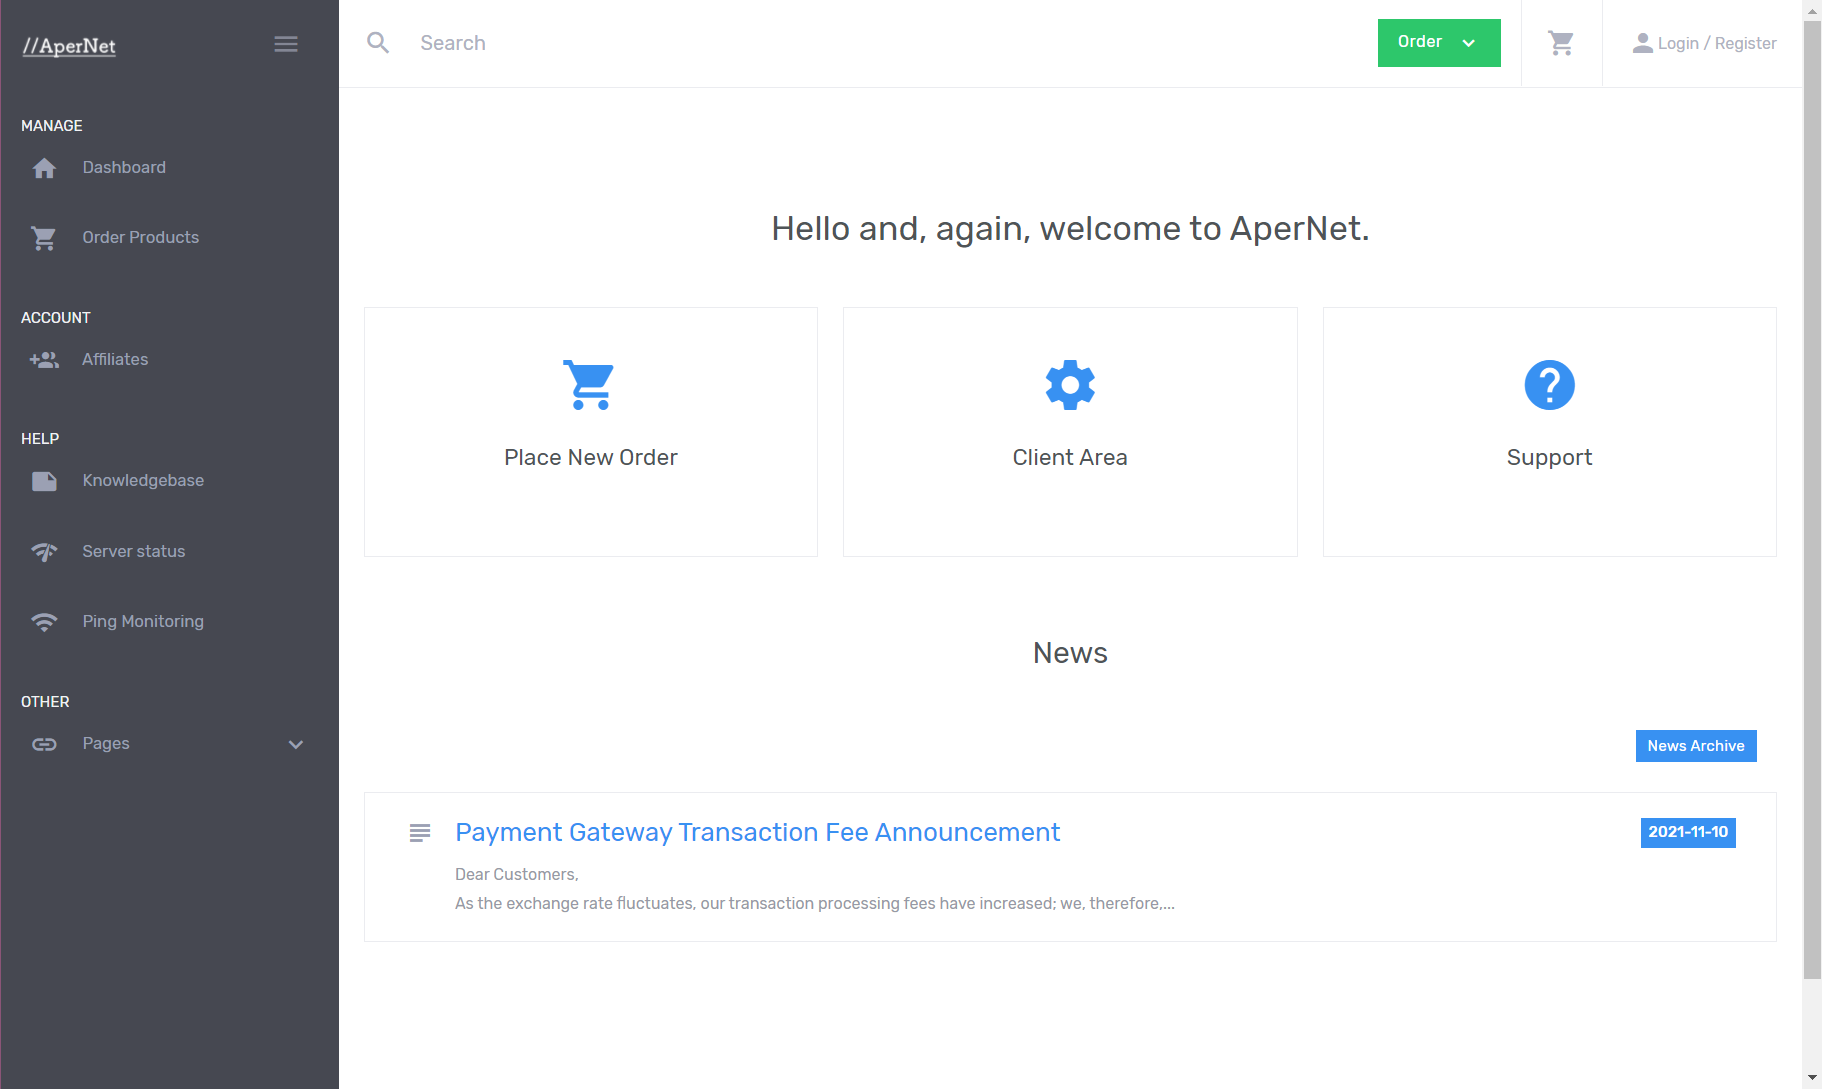 //AperNet
MANAGE
Dashboard
Order Products
ACCOUNT
Affiliates
HELP
Knowledgebase
Server status
Ping Monitoring
OTHER
Pages
Search
Order
Login / Register
Hello and, again, welcome to AperNet.
Place New Order
Client Area
Support
News
News Archive
Payment Gateway Transaction Fee Announcement
2021-11-10
Dear Customers,
As the exchange rate fluctuates, our transaction processing fees have increased; we, therefore,...